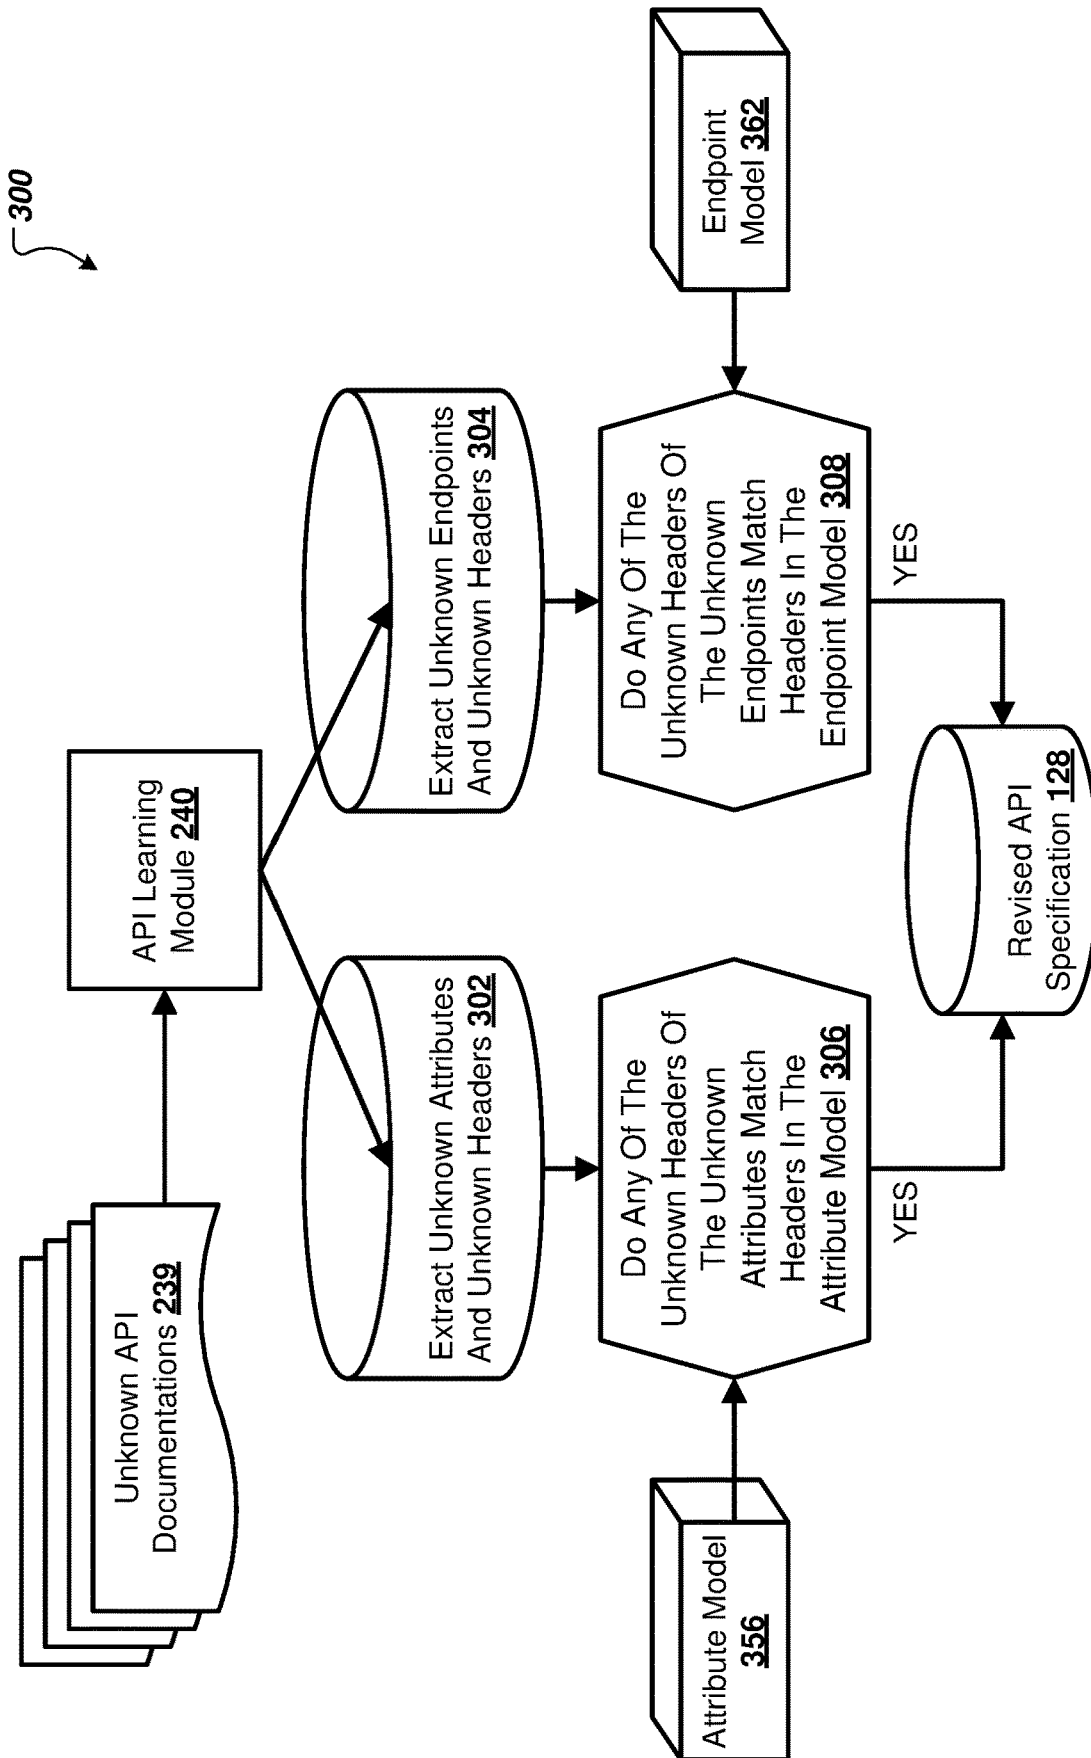 300
Unknown API
Documentations 239
API Learning
Module 240
Extract Unknown Attributes
And Unknown Headers 302
Extract Unknown Endpoints
And Unknown Headers 304
Attribute Model
356
Do Any Of The
Unknown Headers Of
The Unknown
Attributes Match
Headers In The
Attribute Model 306
Do Any Of The
Unknown Headers Of
The Unknown
Endpoints Match
Headers In The
Endpoint Model 308
Endpoint
Model 362
YES
YES
Revised API
Specification 128